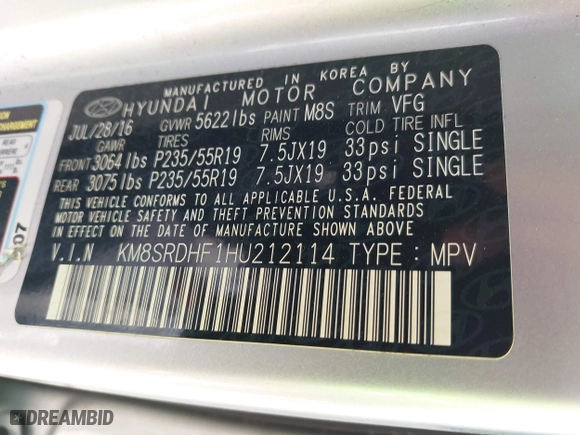 MANUFACTURED IN KOREA BY
HYUNDAI MOTOR COMPANY
JUL/28/16 GVWR 5622lbs PAINT M8S TRIM VFG
GAWR TIRES RIMS COLD TIRE INFL
FRONT 3064lbs P235/55R19 7.5JX19 33psi SINGLE
REAR 3075lbs P235/55R19 7.5JX19 33psi SINGLE
THIS VEHICLE CONFORMS TO ALL APPLICABLE U.S.A. FEDERAL
MOTOR VEHICLE SAFETY AND THEFT PREVENTION STANDARDS
IN EFFECT ON THE DATE OF MANUFACTURE SHOWN ABOVE
V.I.N KM8SRDHF1HU212114 TYPE : MPV
DREAMBID